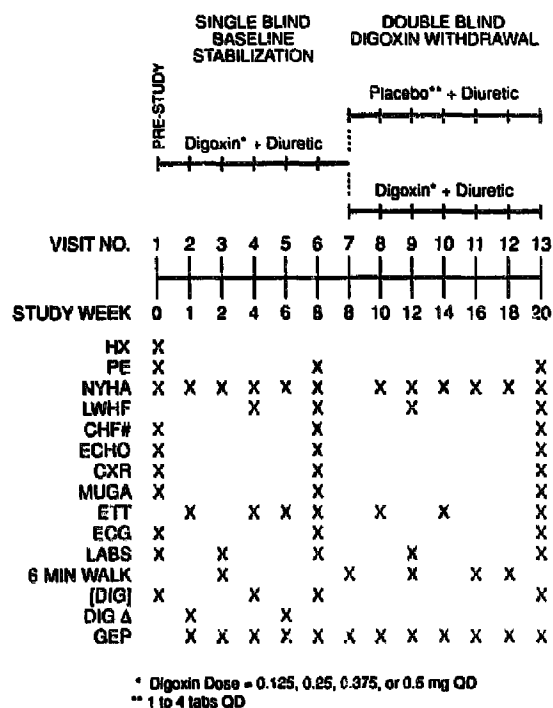 SINGLE BLIND
BASELINE
STABILIZATION
DOUBLE BLIND
DIGOXIN WITHDRAWAL
PRE-STUDY
Placebo** + Diuretic
Digoxin* + Diuretic
Digoxin* + Diuretic
VISIT NO. 1 2 3 4 5 6 7 8 9 10 11 12 13
STUDY WEEK 0 1 2 4 6 8 8 10 12 14 16 18 20
HX X
PE X X X
NYHA X X X X X X X X X X X X
LWHF X X X X
CHF# X X X
ECHO X X X
CXR X X X
MUGA X X X
ETT X X X X X X X
ECG X X X
LABS X X X X X
6 MIN WALK X X X X X
[DIG] X X X X
DIG Δ X X
GEP X X X X X X X X X X X X
* Digoxin Dose = 0.125, 0.25, 0.375, or 0.5 mg QD
** 1 to 4 tabs QD